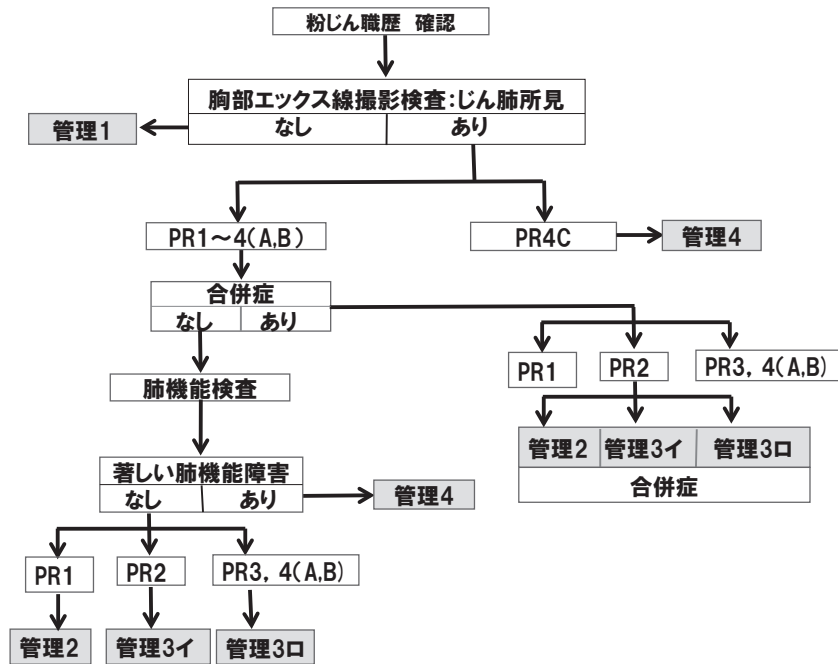 粉じん職歴 確認
胸部エックス線撮影検査:じん肺所見
なし あり
管理1
PR1～4(A,B)
PR4C
管理4
合併症
なし あり
PR1
PR2
PR3, 4(A,B)
肺機能検査
管理2 管理3イ 管理3ロ
合併症
著しい肺機能障害
なし あり
管理4
PR1
PR2
PR3, 4(A,B)
管理2
管理3イ
管理3ロ